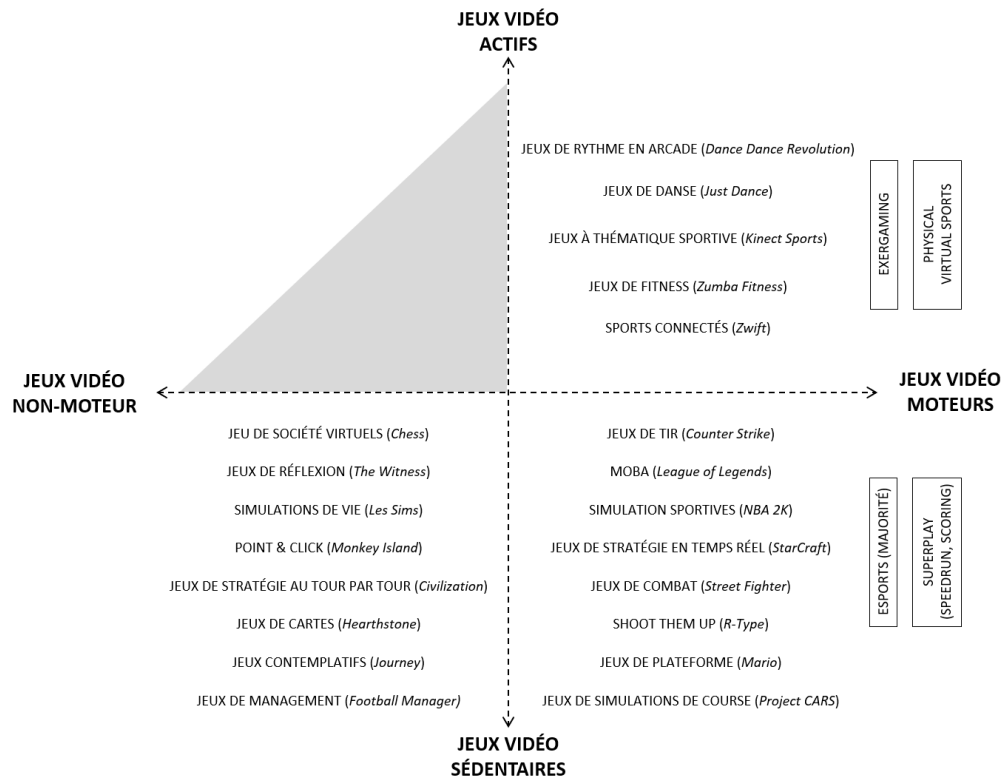 JEUX VIDÉO
ACTIFS
JEUX DE RYTHME EN ARCADE (Dance Dance Revolution)
JEUX DE DANSE (Just Dance)
JEUX À THÉMATIQUE SPORTIVE (Kinect Sports)
JEUX DE FITNESS (Zumba Fitness)
SPORTS CONNECTÉS (Zwift)
EXERGAMING
PHYSICAL
VIRTUAL SPORTS
JEUX VIDÉO
NON-MOTEUR
JEUX VIDÉO
MOTEURS
JEU DE SOCIÉTÉ VIRTUELS (Chess)
JEUX DE RÉFLEXION (The Witness)
SIMULATIONS DE VIE (Les Sims)
POINT & CLICK (Monkey Island)
JEUX DE STRATÉGIE AU TOUR PAR TOUR (Civilization)
JEUX DE CARTES (Hearthstone)
JEUX CONTEMPLATIFS (Journey)
JEUX DE MANAGEMENT (Football Manager)
JEUX DE TIR (Counter Strike)
MOBA (League of Legends)
SIMULATION SPORTIVES (NBA 2K)
JEUX DE STRATÉGIE EN TEMPS RÉEL (StarCraft)
JEUX DE COMBAT (Street Fighter)
SHOOT THEM UP (R-Type)
JEUX DE PLATEFORME (Mario)
JEUX DE SIMULATIONS DE COURSE (Project CARS)
ESPORTS (MAJORITÉ)
SUPERPLAY
(SPEEDRUN, SCORING)
JEUX VIDÉO
SÉDENTAIRES